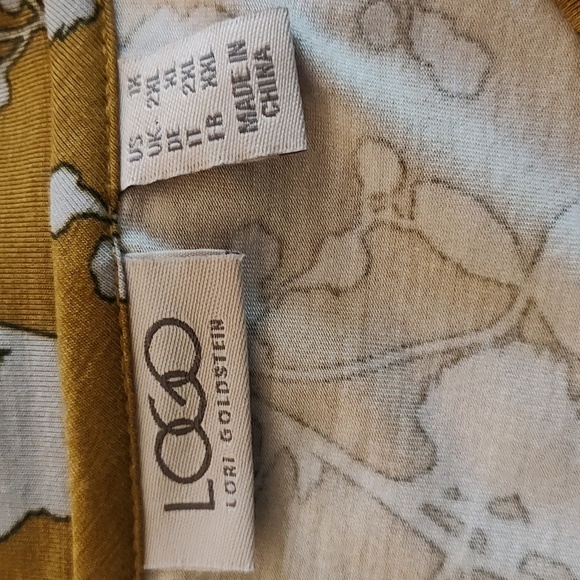 US 1X
UK 2XL
DE XL
IT 2XL
FR XXL
MADE IN
CHINA
LOGO
LORI GOLDSTEIN